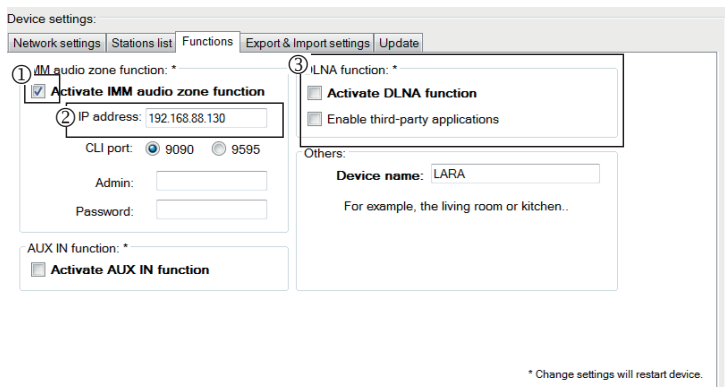 Device settings:
Network settings Stations list Functions Export & Import settings Update
① IMM audio zone function: *
Activate IMM audio zone function
② IP address: 192.168.88.130
CLI port: 9090 9595
Admin:
Password:
AUX IN function: *
Activate AUX IN function
③ DLNA function: *
Activate DLNA function
Enable third-party applications
Others:
Device name: LARA
For example, the living room or kitchen..
* Change settings will restart device.